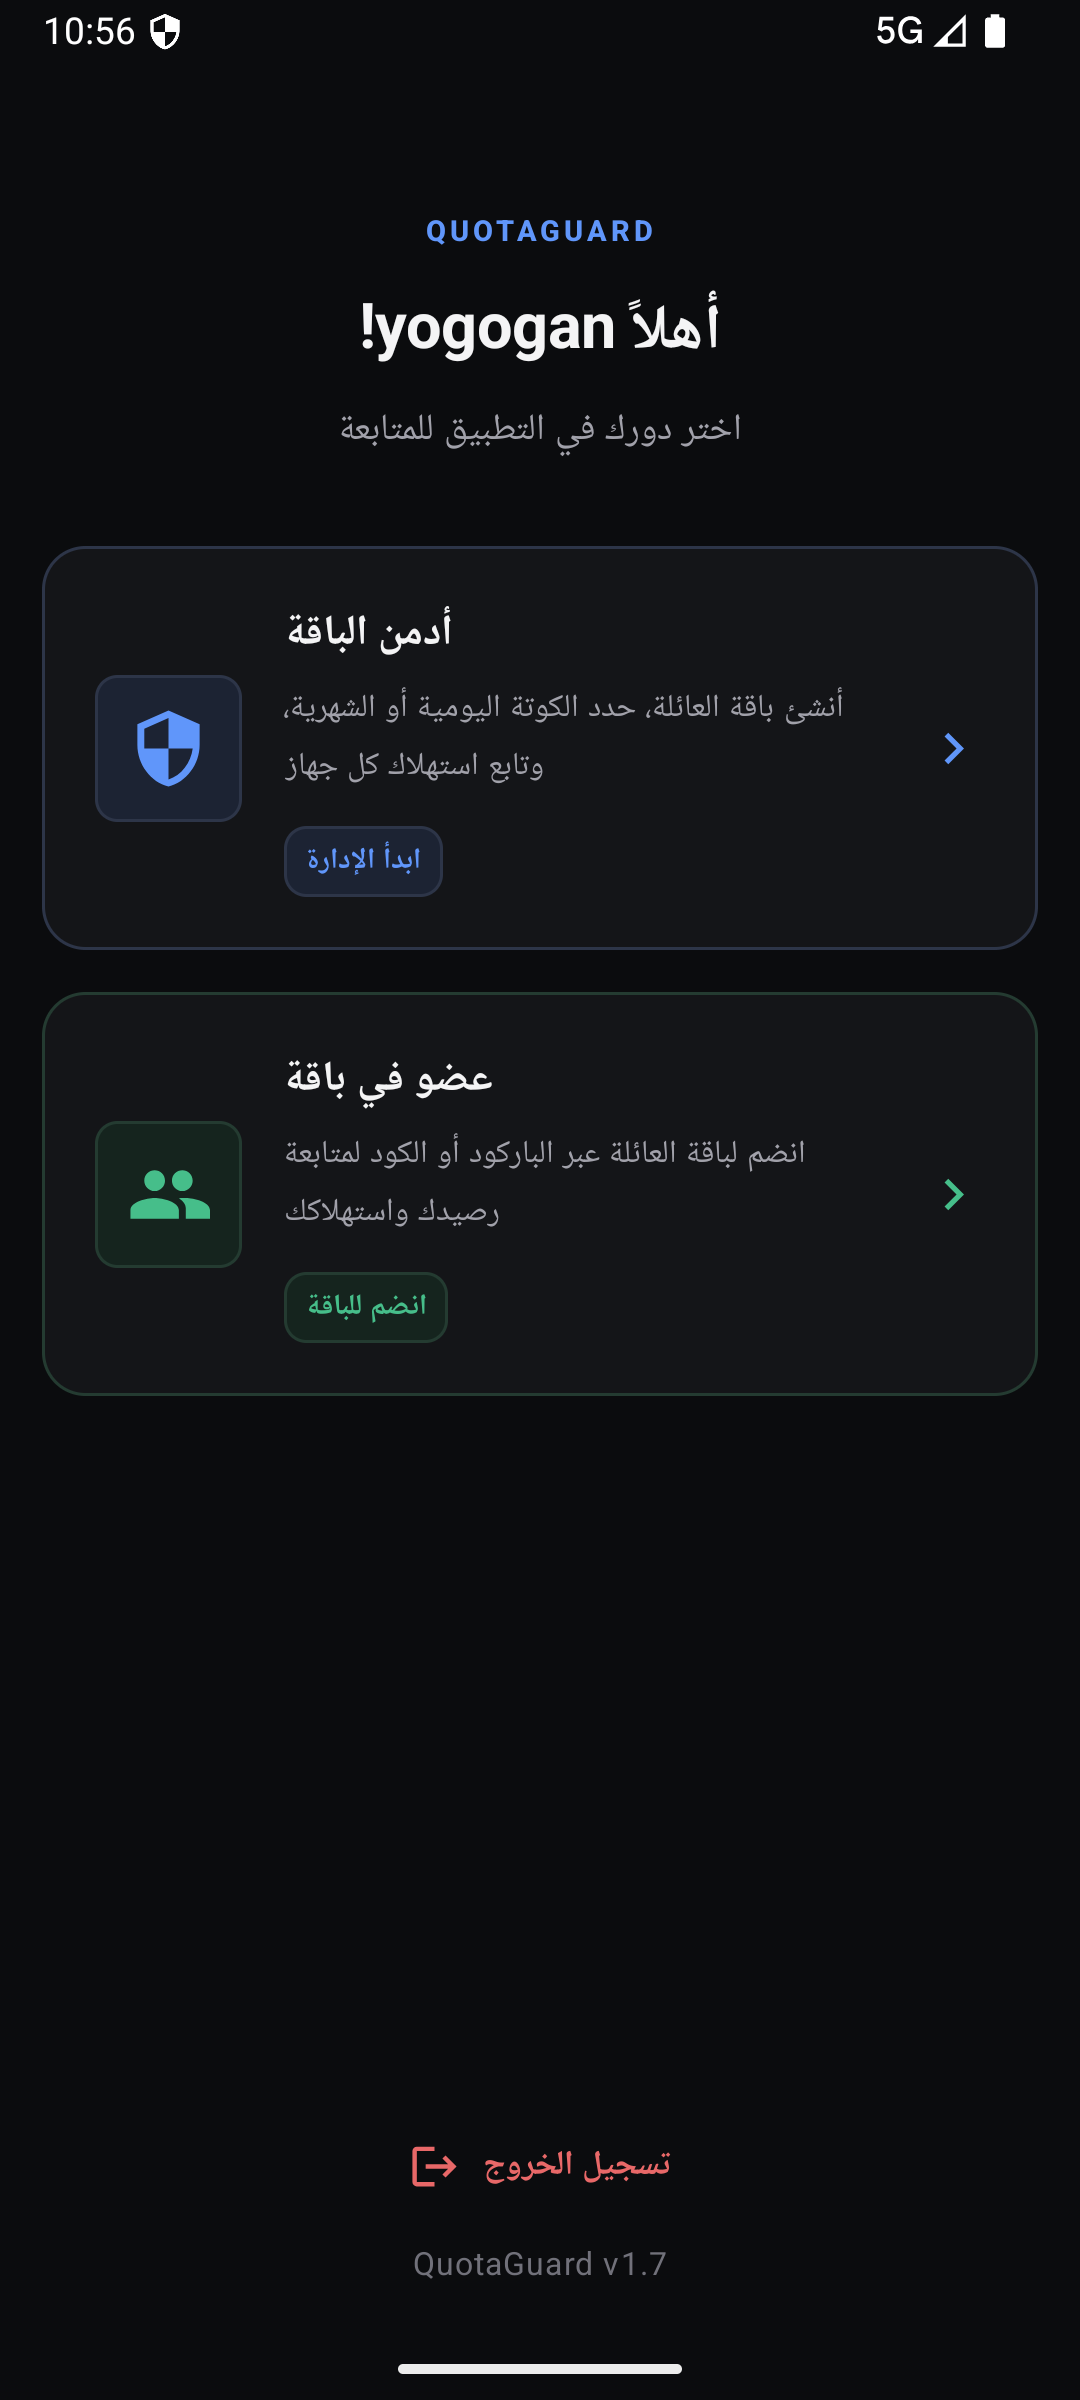 10:56
5G
QUOTAGUARD
أهلاً yogogan!
اختر دورك في التطبيق للمتابعة
أدمن الباقة
أنشئ باقة العائلة، حدد الكوتة اليومية أو الشهرية،
وتابع استهلاك كل جهاز
ابدأ الإدارة
عضو في باقة
انضم لباقة العائلة عبر الباركود أو الكود لمتابعة
رصيدك واستهلاكك
انضم للباقة
تسجيل الخروج
QuotaGuard v1.7